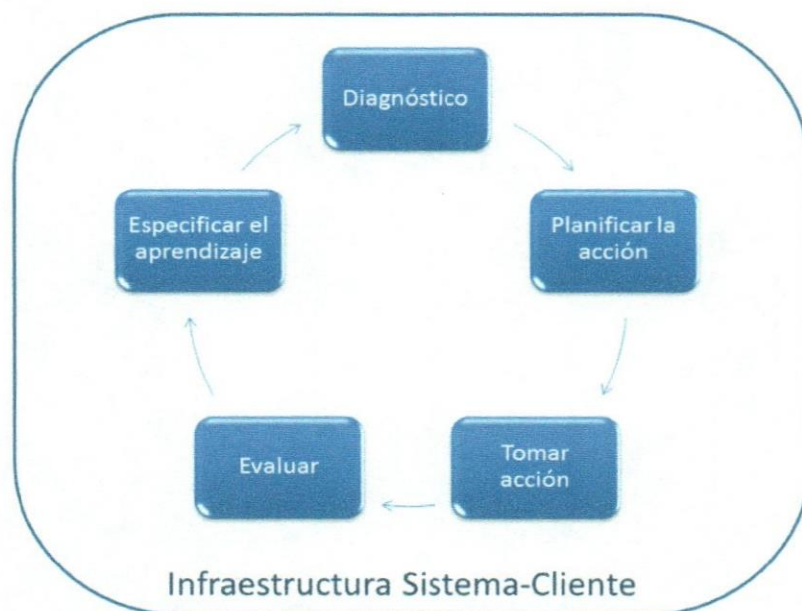 Diagnóstico
Planificar la
acción
Tomar
acción
Evaluar
Especificar el
aprendizaje
Infraestructura Sistema-Cliente